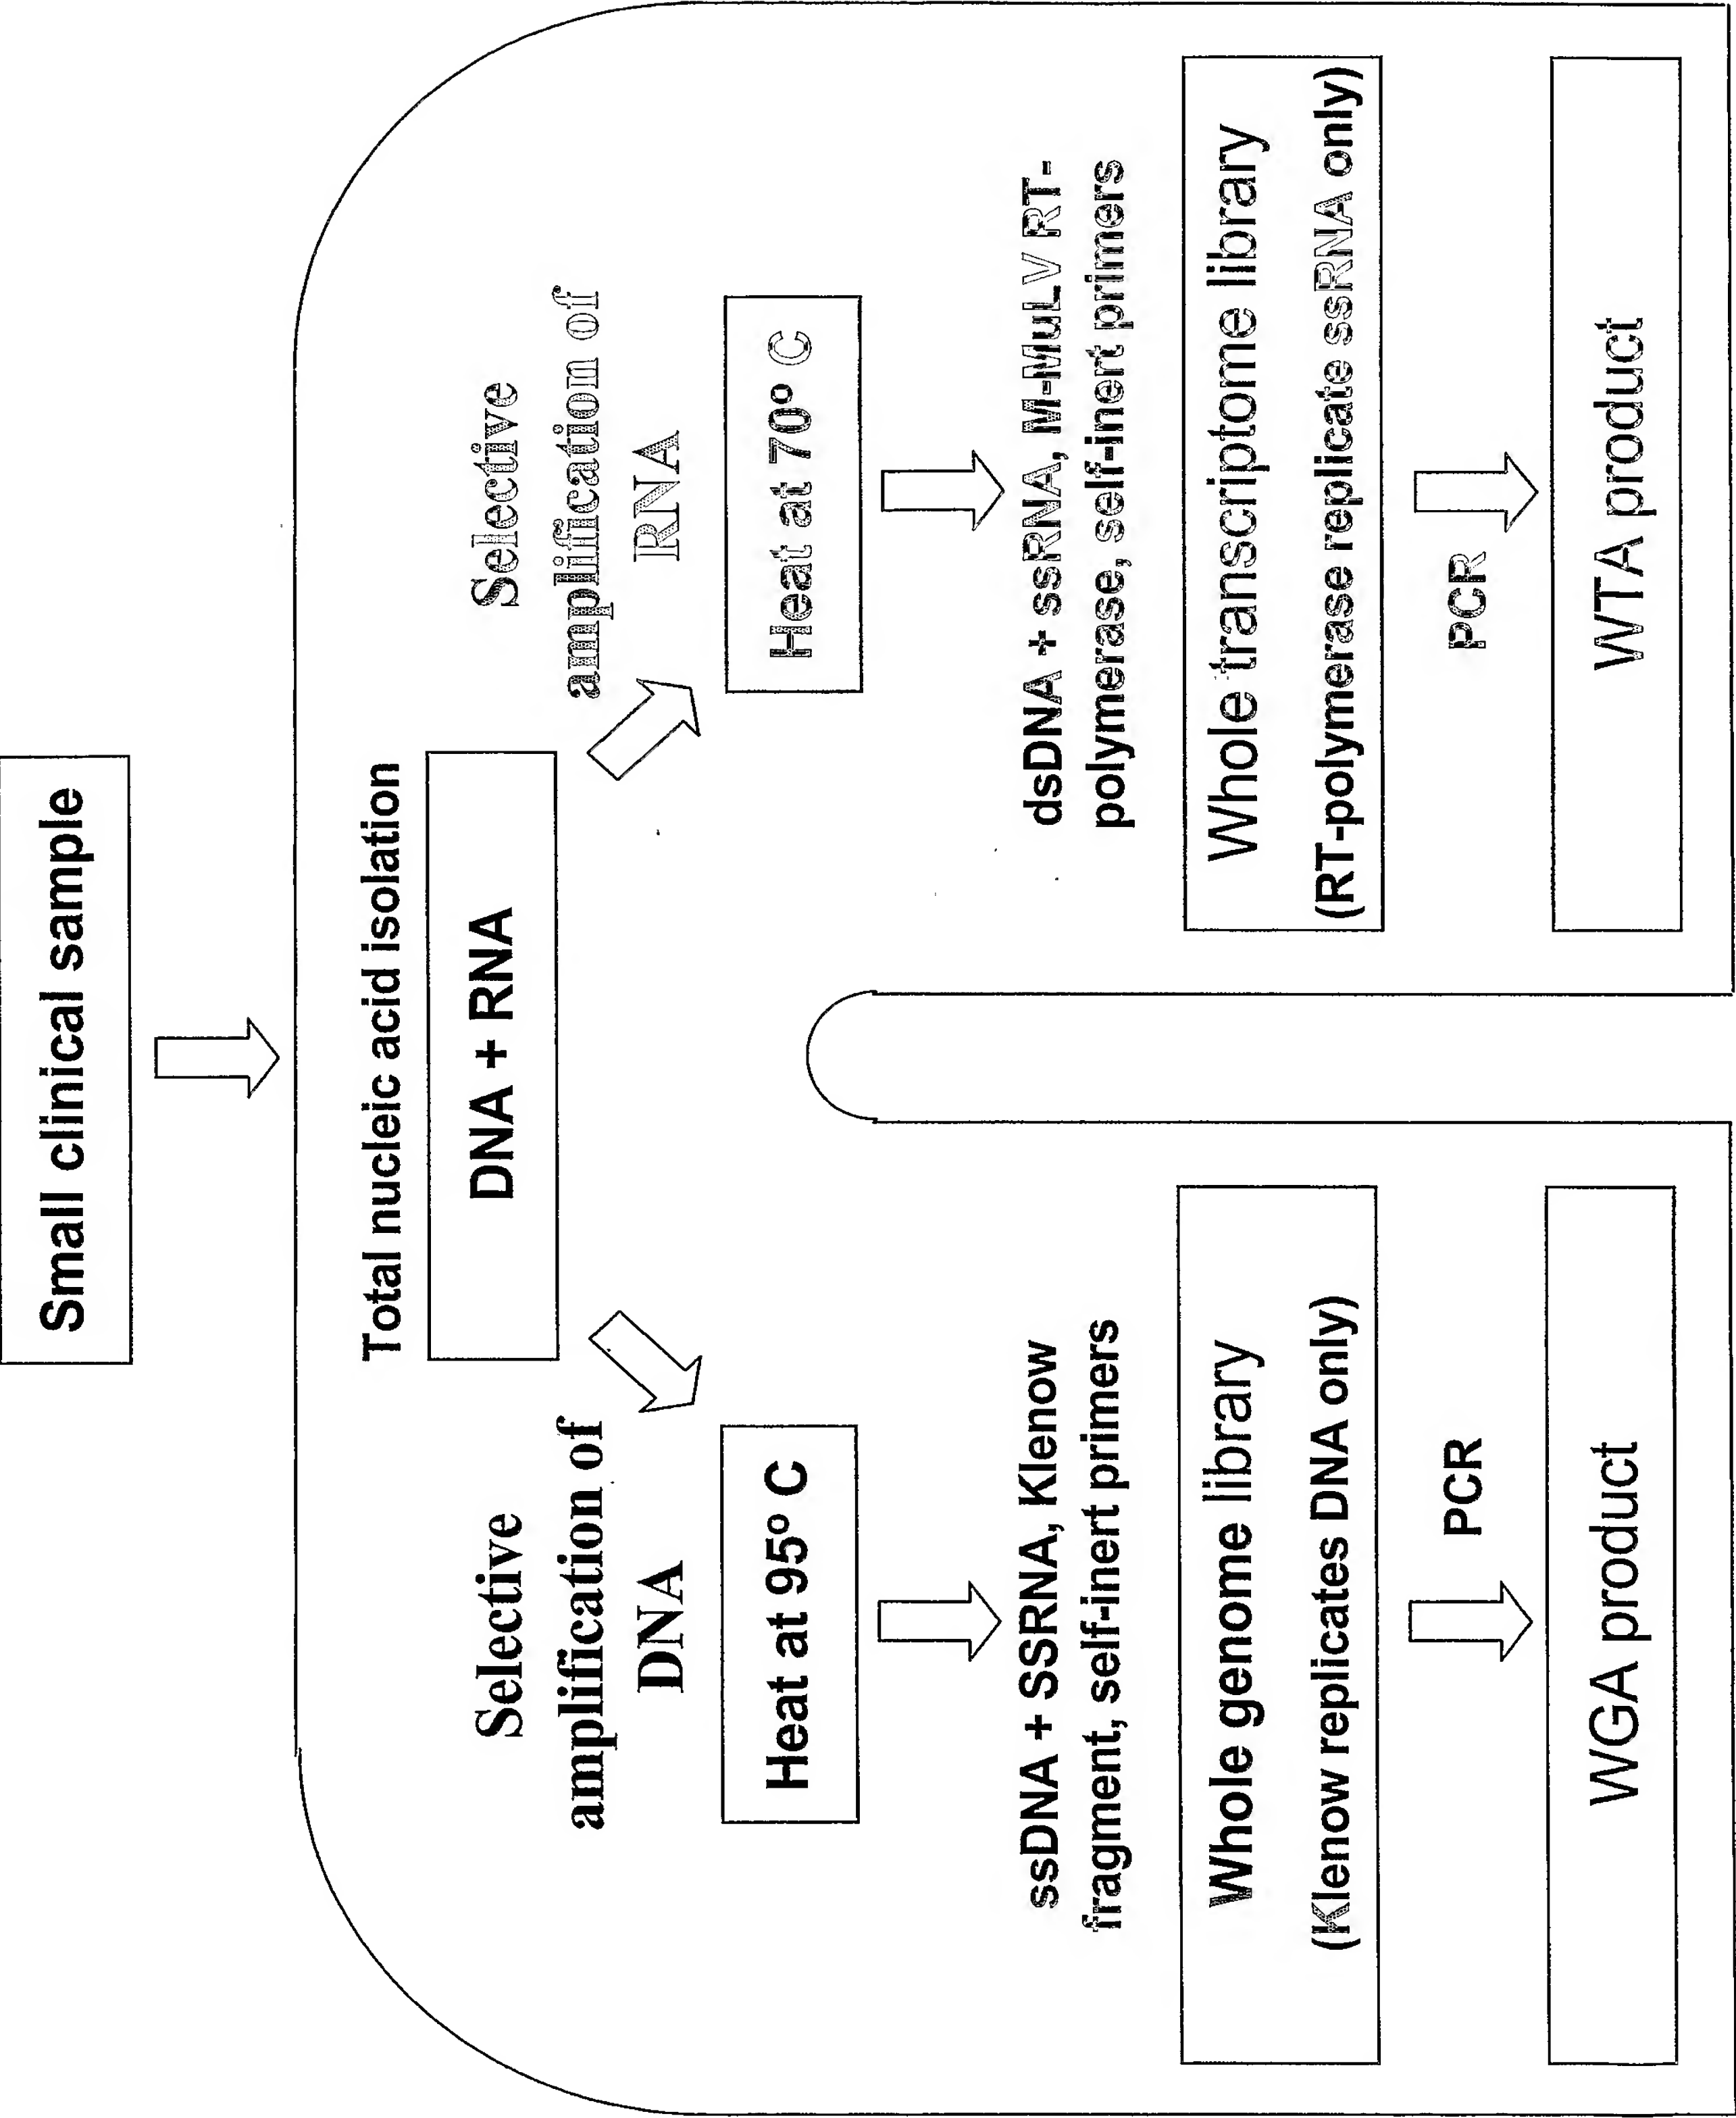 Small clinical sample
Total nucleic acid isolation
DNA + RNA
Selective
amplification of
DNA
Heat at 95º C
ssDNA + SSRNA, Klenow
fragment, self-inert primers
Whole genome library
(Klenow replicates DNA only)
PCR
WGA product
Selective
amplification of
RNA
Heat at 70º C
dsDNA + ssRNA, M-MuLV RT-
polymerase, self-inert primers
Whole transcriptome library
(RT-polymerase replicate ssRNA only)
PCR
WTA product